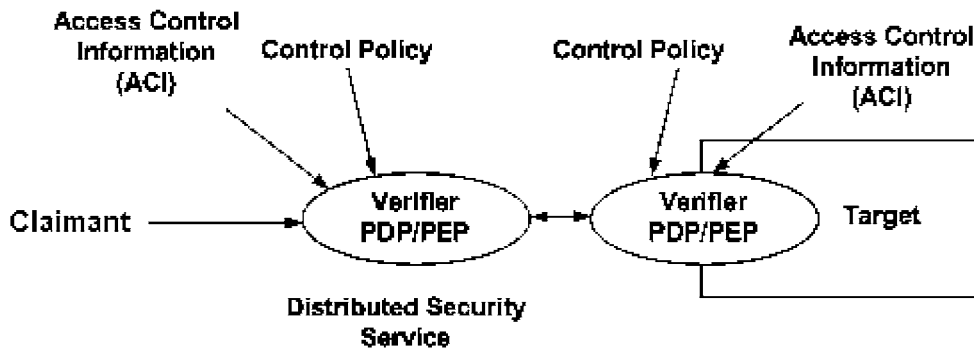 Access Control
Information
(ACI)
Control Policy
Control Policy
Access Control
Information
(ACI)
Claimant
Verifier
PDP/PEP
Verifier
PDP/PEP
Target
Distributed Security
Service